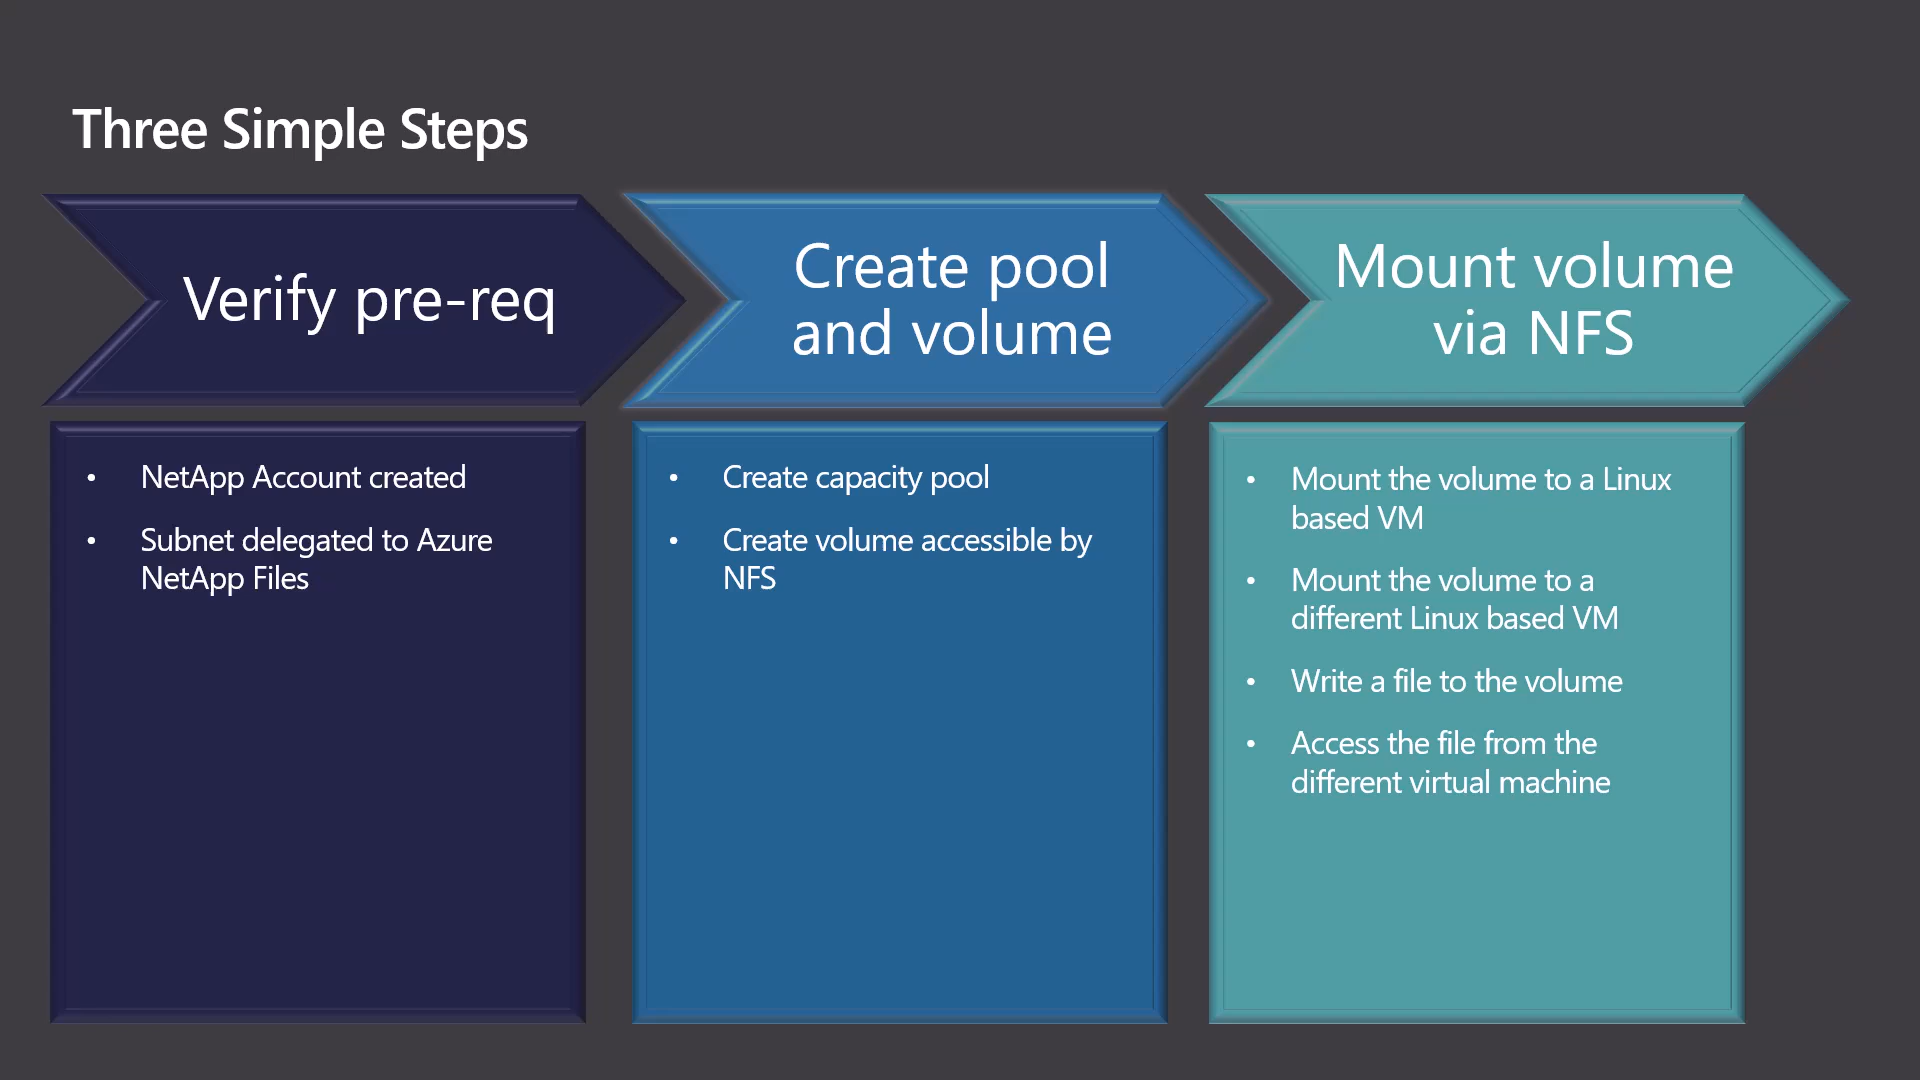 Three Simple Steps
Verify pre-req
Create pool
and volume
Mount volume
via NFS
• NetApp Account created
• Subnet delegated to Azure
NetApp Files
• Create capacity pool
• Create volume accessible by
NFS
• Mount the volume to a Linux
based VM
• Mount the volume to a
different Linux based VM
• Write a file to the volume
• Access the file from the
different virtual machine